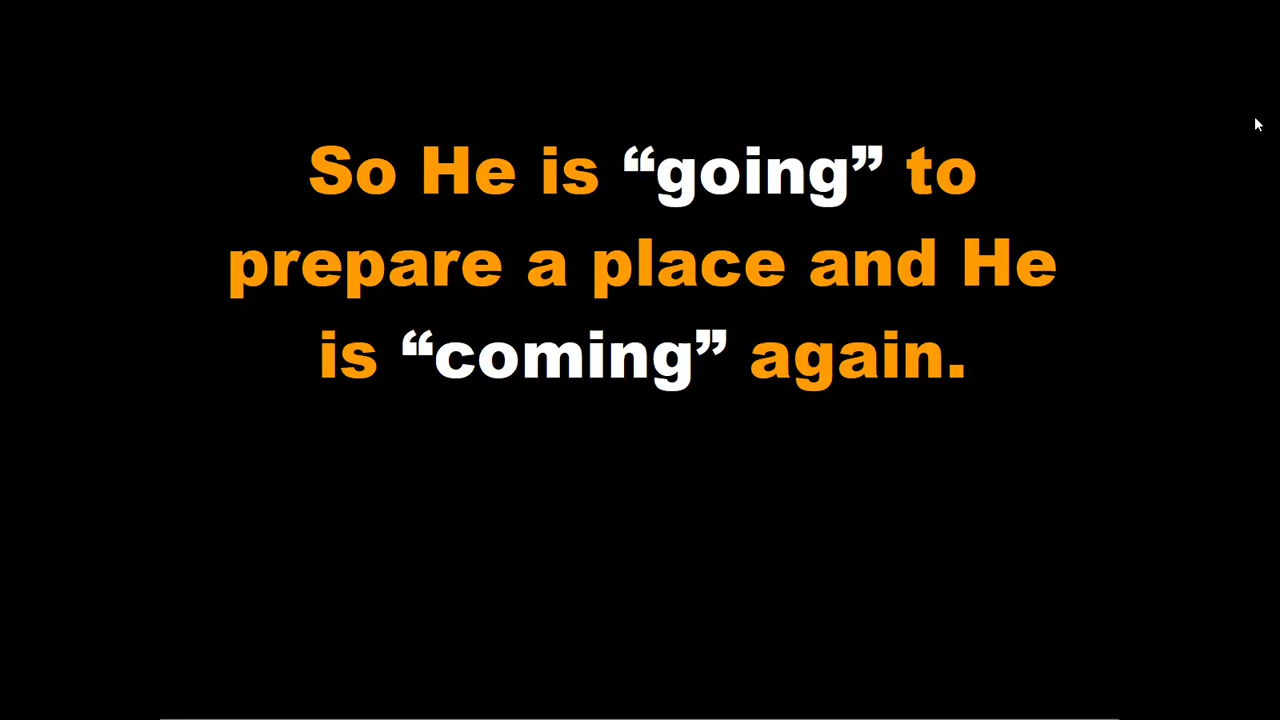 So He is “going” to
prepare a place and He
is “coming” again.